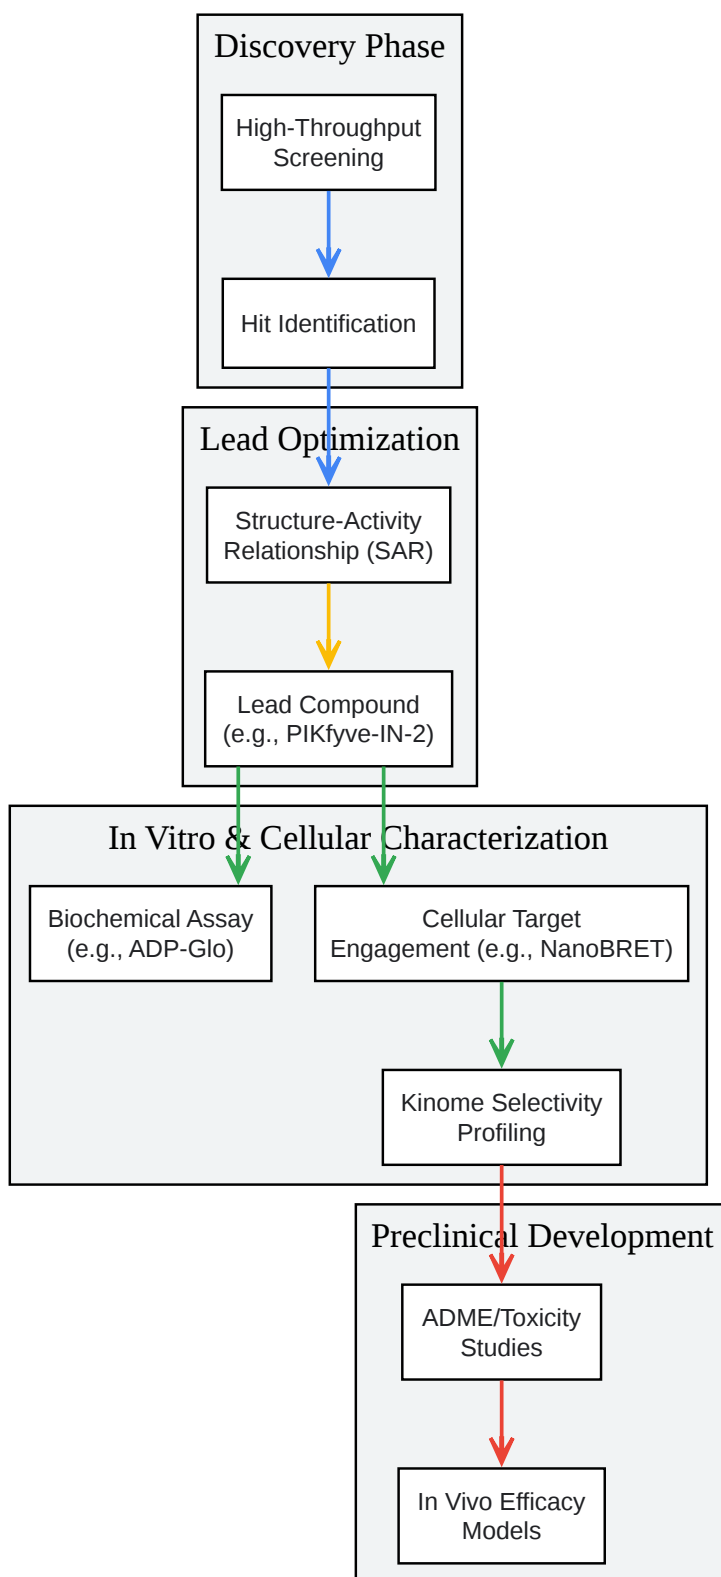 Discovery Phase
High-Throughput
Screening
Hit Identification
Lead Optimization
Structure-Activity
Relationship (SAR)
Lead Compound
(e.g., PIKfyve-IN-2)
In Vitro & Cellular Characterization
Biochemical Assay
(e.g., ADP-Glo)
Cellular Target
Engagement (e.g., NanoBRET)
Kinome Selectivity
Profiling
Preclinical Development
ADME/Toxicity
Studies
In Vivo Efficacy
Models